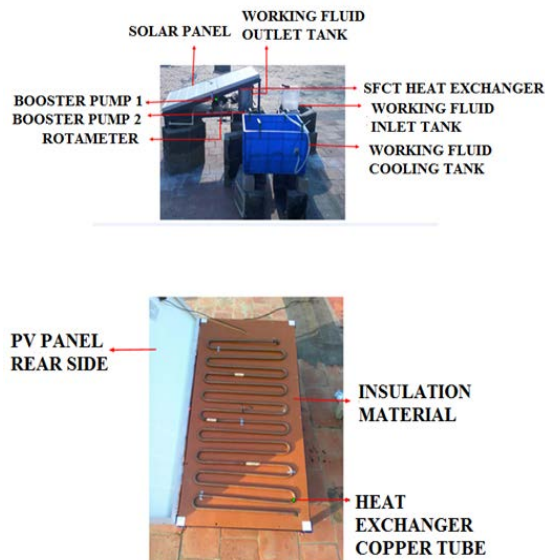 SOLAR PANEL
WORKING FLUID
OUTLET TANK
BOOSTER PUMP 1
BOOSTER PUMP 2
ROTAMETER
SFCT HEAT EXCHANGER
WORKING FLUID
INLET TANK
WORKING FLUID
COOLING TANK
PV PANEL
REAR SIDE
INSULATION
MATERIAL
HEAT
EXCHANGER
COPPER TUBE